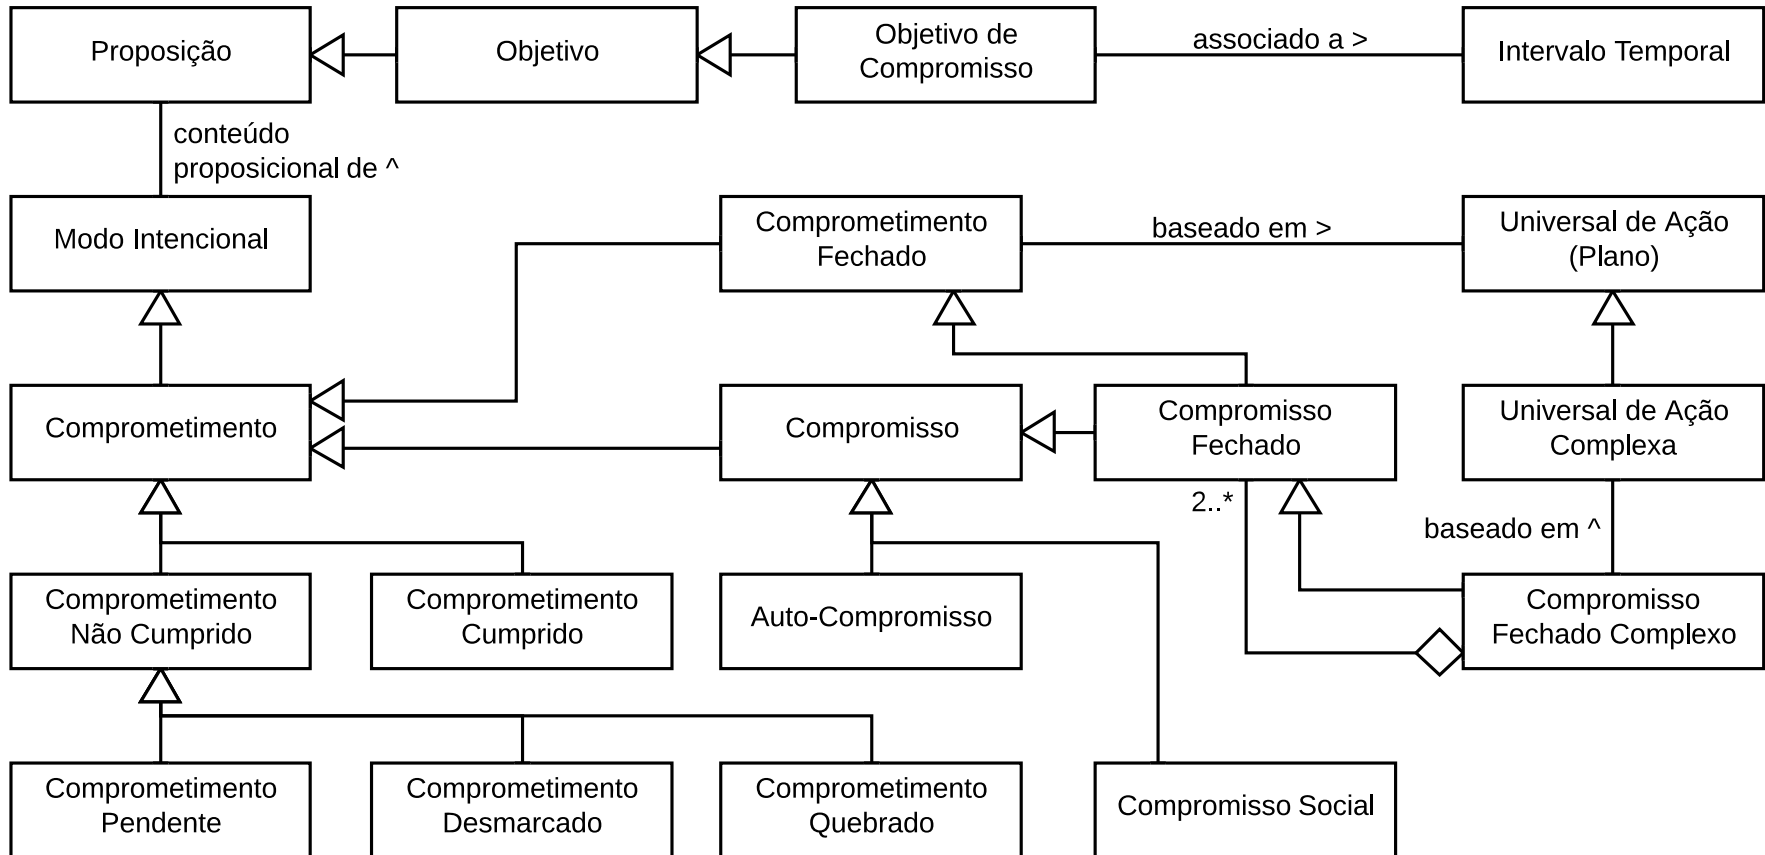 Proposição
Objetivo
Objetivo de
Compromisso
associado a >
Intervalo Temporal
conteúdo
proposicional de ^
Modo Intencional
Comprometimento
Fechado
baseado em >
Universal de Ação
(Plano)
Comprometimento
Compromisso
Compromisso
Fechado
Universal de Ação
Complexa
2..*
baseado em ^
Comprometimento
Não Cumprido
Comprometimento
Cumprido
Auto-Compromisso
Compromisso
Fechado Complexo
Comprometimento
Pendente
Comprometimento
Desmarcado
Comprometimento
Quebrado
Compromisso Social